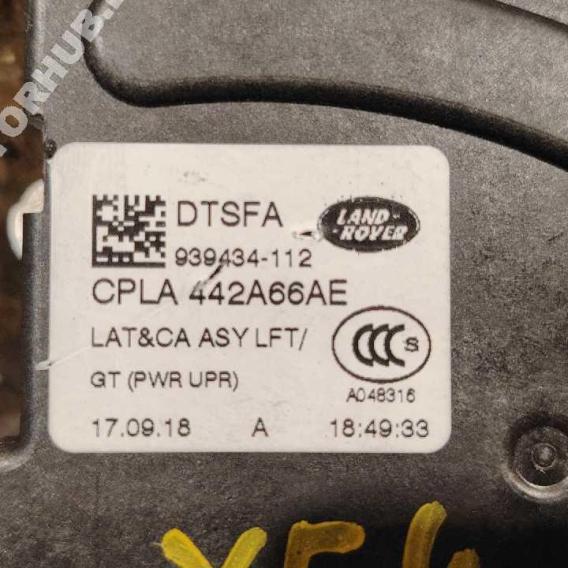 DTSFA
LAND-
-ROVER
939434-112
CPLA 442A66AE
LAT&CA ASY LFT/
GT (PWR UPR)
CCC S
A048316
17.09.18 A 18:49:33